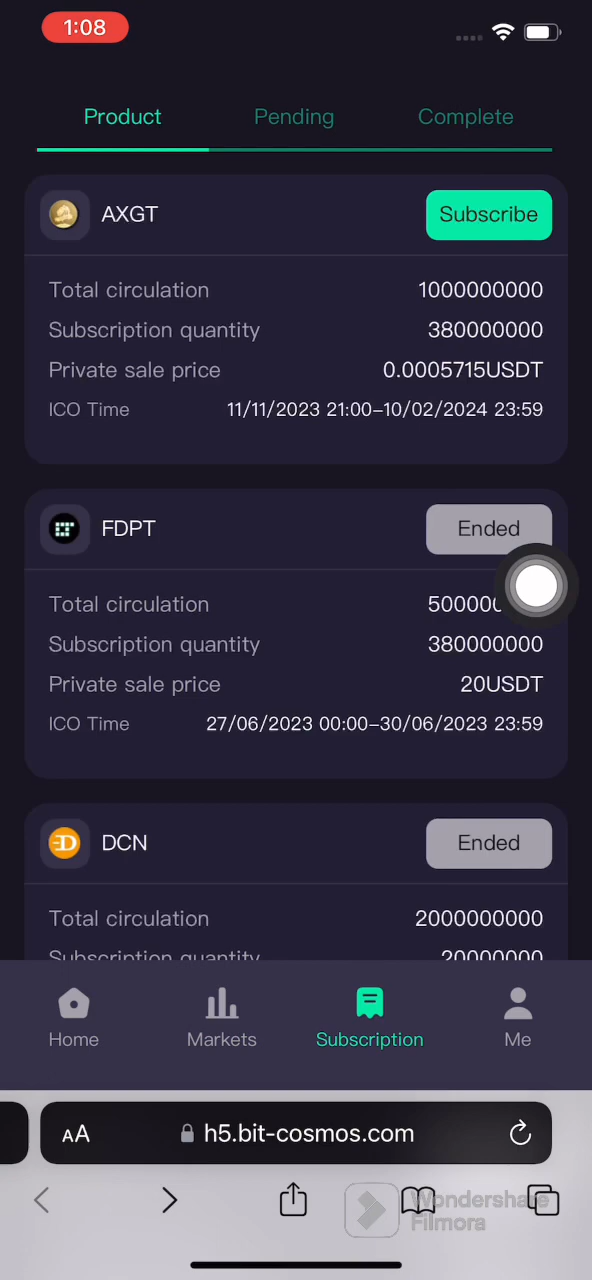 1:08
Product Pending Complete
AXGT Subscribe
Total circulation 1000000000
Subscription quantity 380000000
Private sale price 0.0005715USDT
ICO Time 11/11/2023 21:00–10/02/2024 23:59
FDPT Ended
Total circulation
Subscription quantity 380000000
Private sale price 20USDT
ICO Time 27/06/2023 00:00–30/06/2023 23:59
DCN Ended
Total circulation 2000000000
Subscription quantity 20000000
Home Markets Subscription Me
AA h5.bit-cosmos.com
Wondershare
Filmora